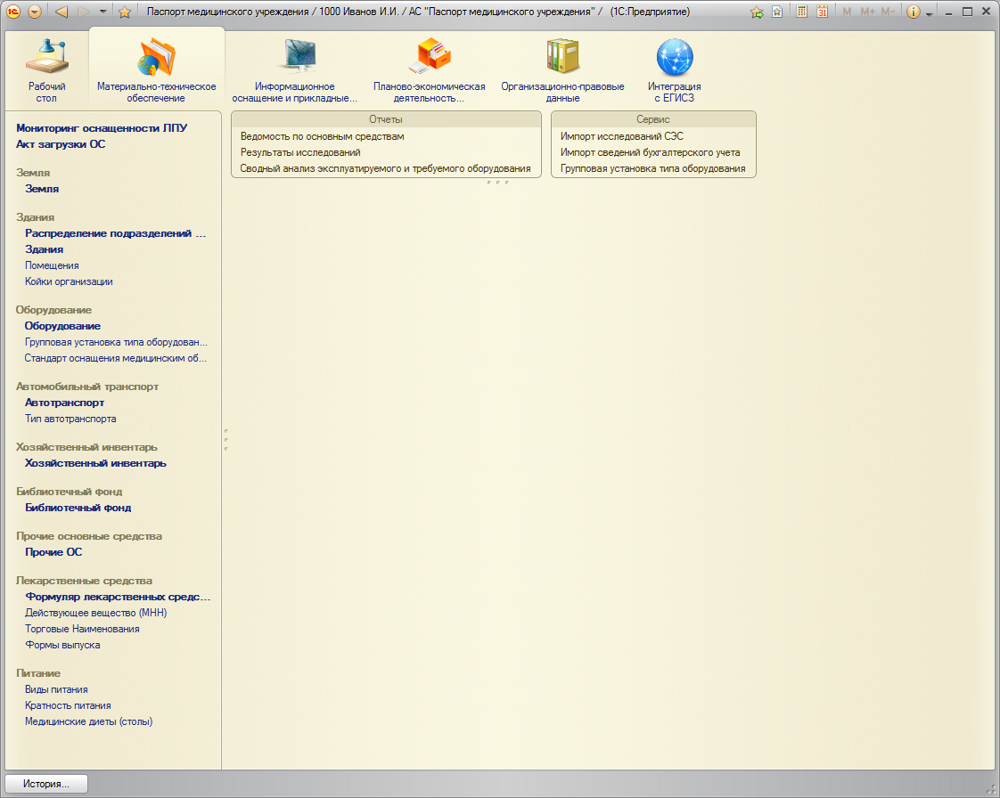 Паспорт медицинского учреждения / 1000 Иванов И.И. / АС "Паспорт медицинского учреждения" / (1С:Предприятие)
31 M M+ M-
Рабочий
стол
Материально-техническое
обеспечение
Информационное
оснащение и прикладные...
Планово-экономическая
деятельность...
Организационно-правовые
данные
Интеграция
с ЕГИСЗ
Мониторинг оснащенности ЛПУ
Акт загрузки ОС
Земля
Земля
Здания
Распределение подразделений ...
Здания
Помещения
Койки организации
Оборудование
Оборудование
Групповая установка типа оборудован...
Стандарт оснащения медицинским об...
Автомобильный транспорт
Автотранспорт
Тип автотранспорта
Хозяйственный инвентарь
Хозяйственный инвентарь
Библиотечный фонд
Библиотечный фонд
Прочие основные средства
Прочие ОС
Лекарственные средства
Формуляр лекарственных средс...
Действующее вещество (МНН)
Торговые Наименования
Формы выпуска
Питание
Виды питания
Кратность питания
Медицинские диеты (столы)
Отчеты
Ведомость по основным средствам
Результаты исследований
Сводный анализ эксплуатируемого и требуемого оборудования
Сервис
Импорт исследований СЭС
Импорт сведений бухгалтерского учета
Групповая установка типа оборудования
История...